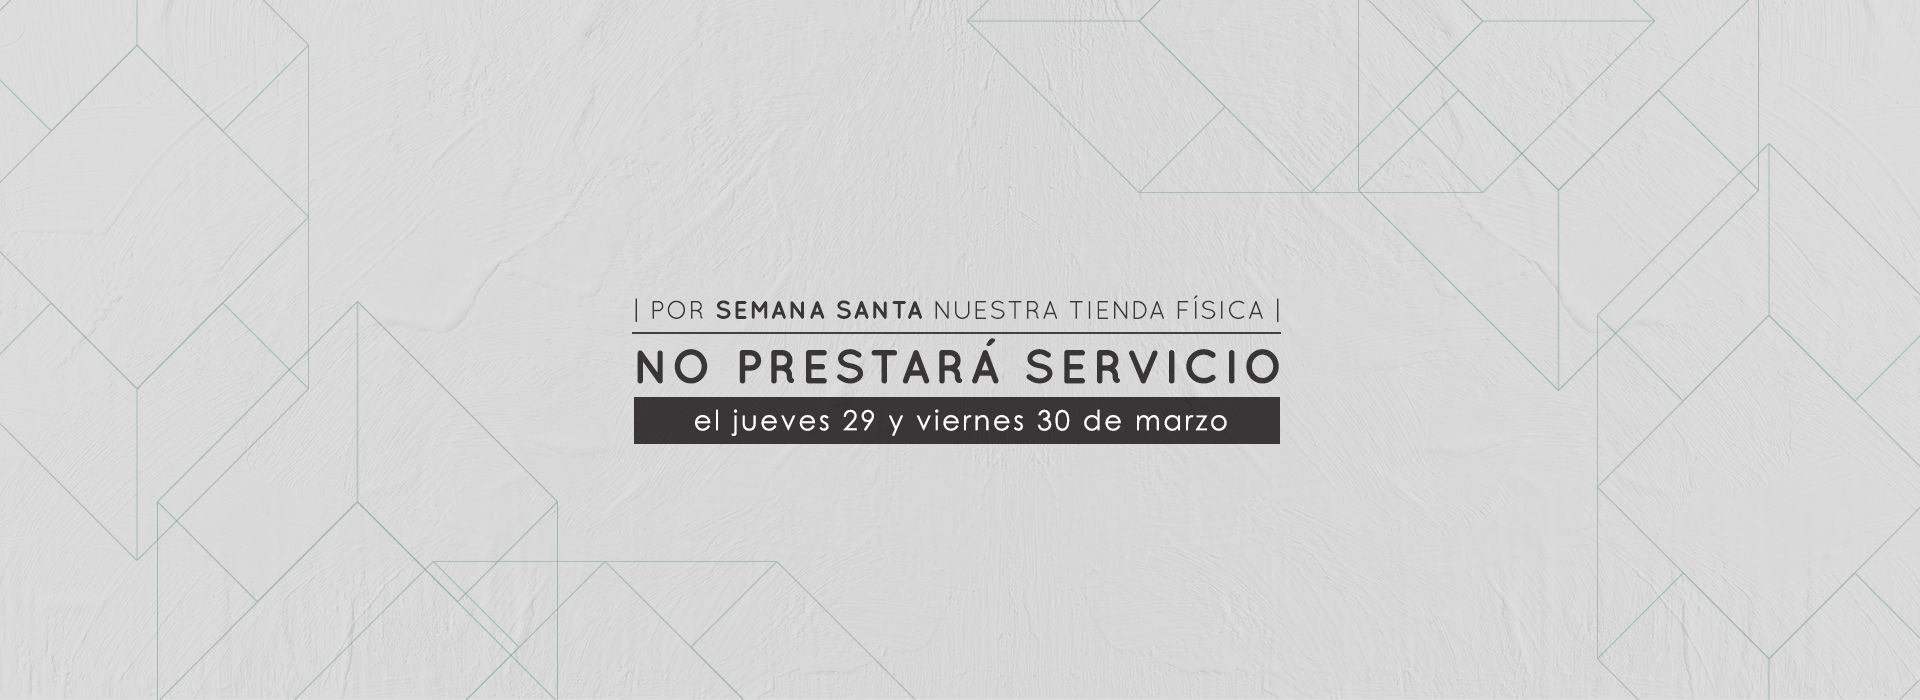 | POR SEMANA SANTA NUESTRA TIENDA FÍSICA |
NO PRESTARÁ SERVICIO
el jueves 29 y viernes 30 de marzo